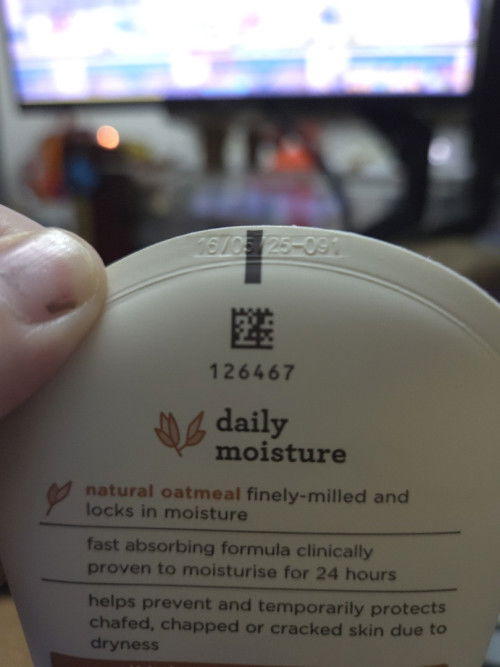 16/05/25-091
126467
daily
moisture
natural oatmeal finely-milled and
locks in moisture
fast absorbing formula clinically
proven to moisturise for 24 hours
helps prevent and temporarily protects
chafed, chapped or cracked skin due to
dryness